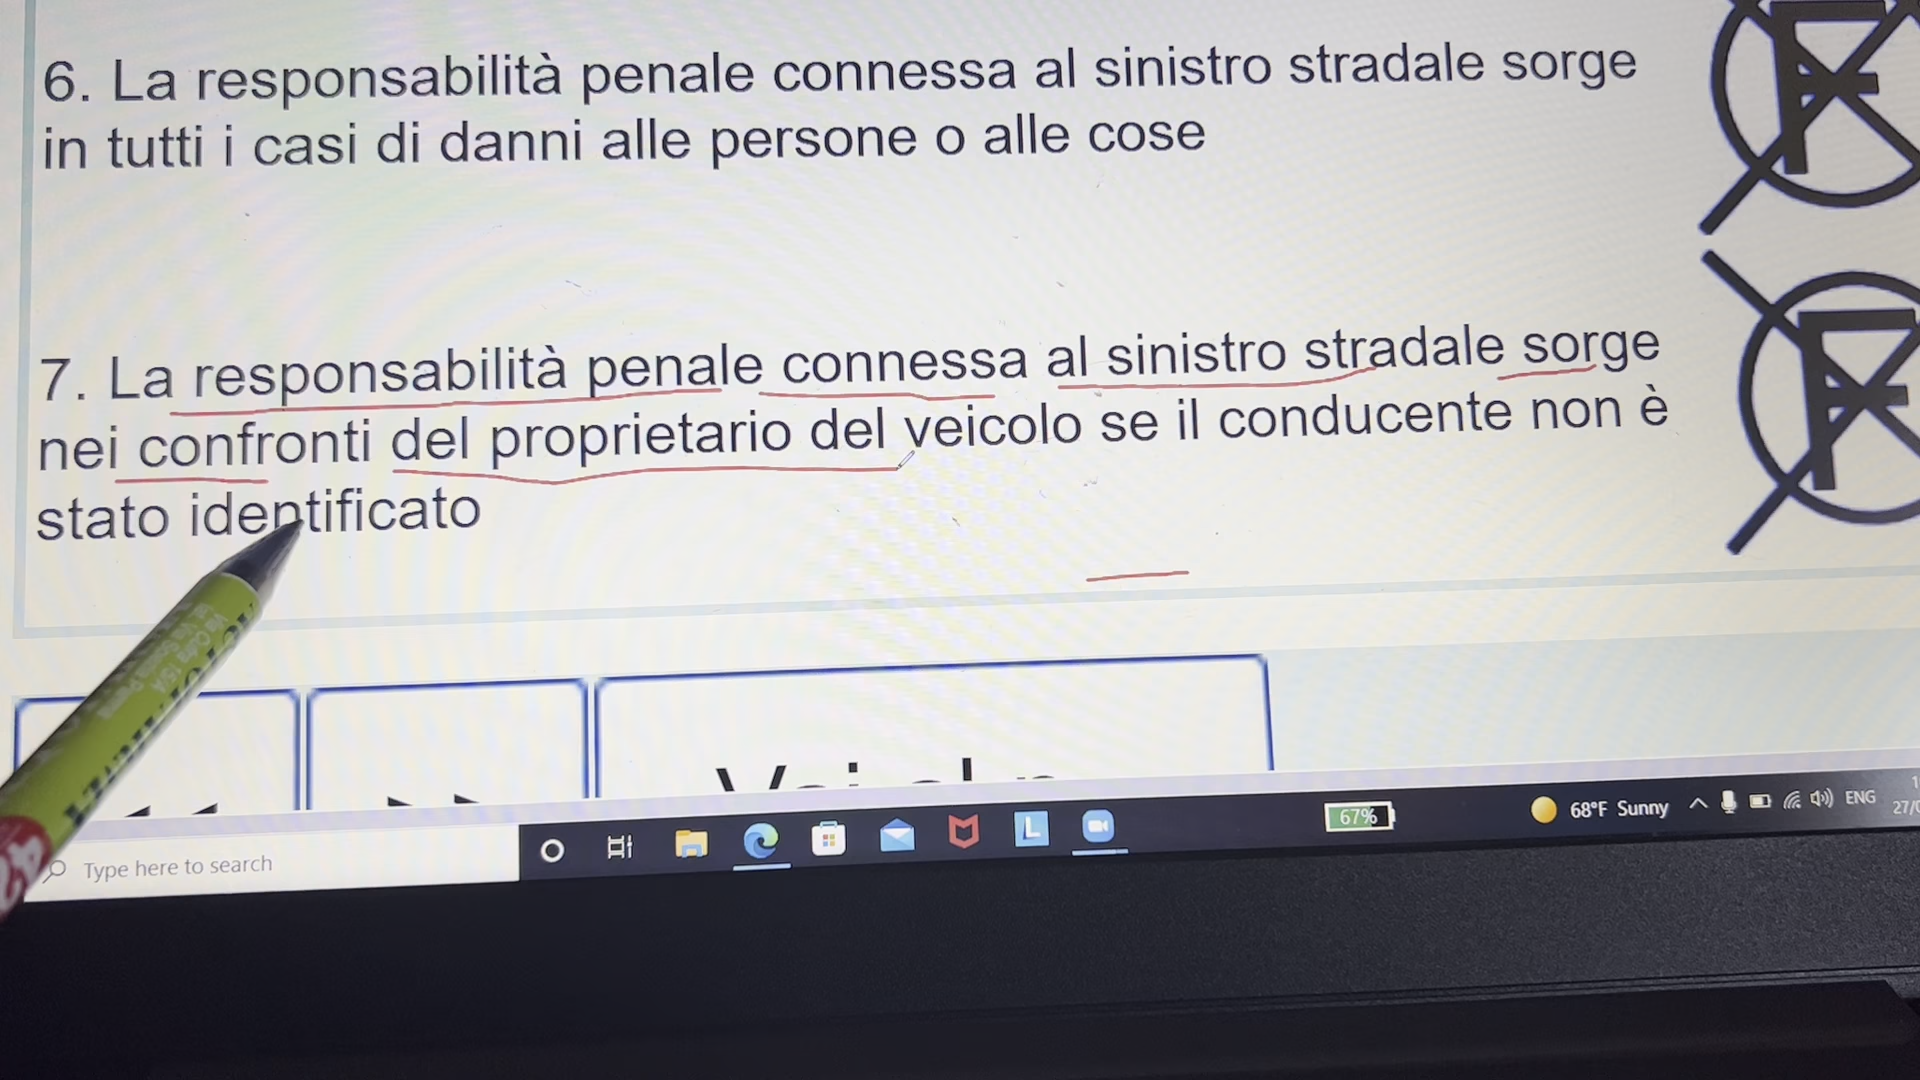 6. La responsabilità penale connessa al sinistro stradale sorge
in tutti i casi di danni alle persone o alle cose
F
7. La responsabilità penale connessa al sinistro stradale sorge
nei confronti del proprietario del veicolo se il conducente non è
stato identificato
F
67%
68°F Sunny
ENG
Type here to search
L